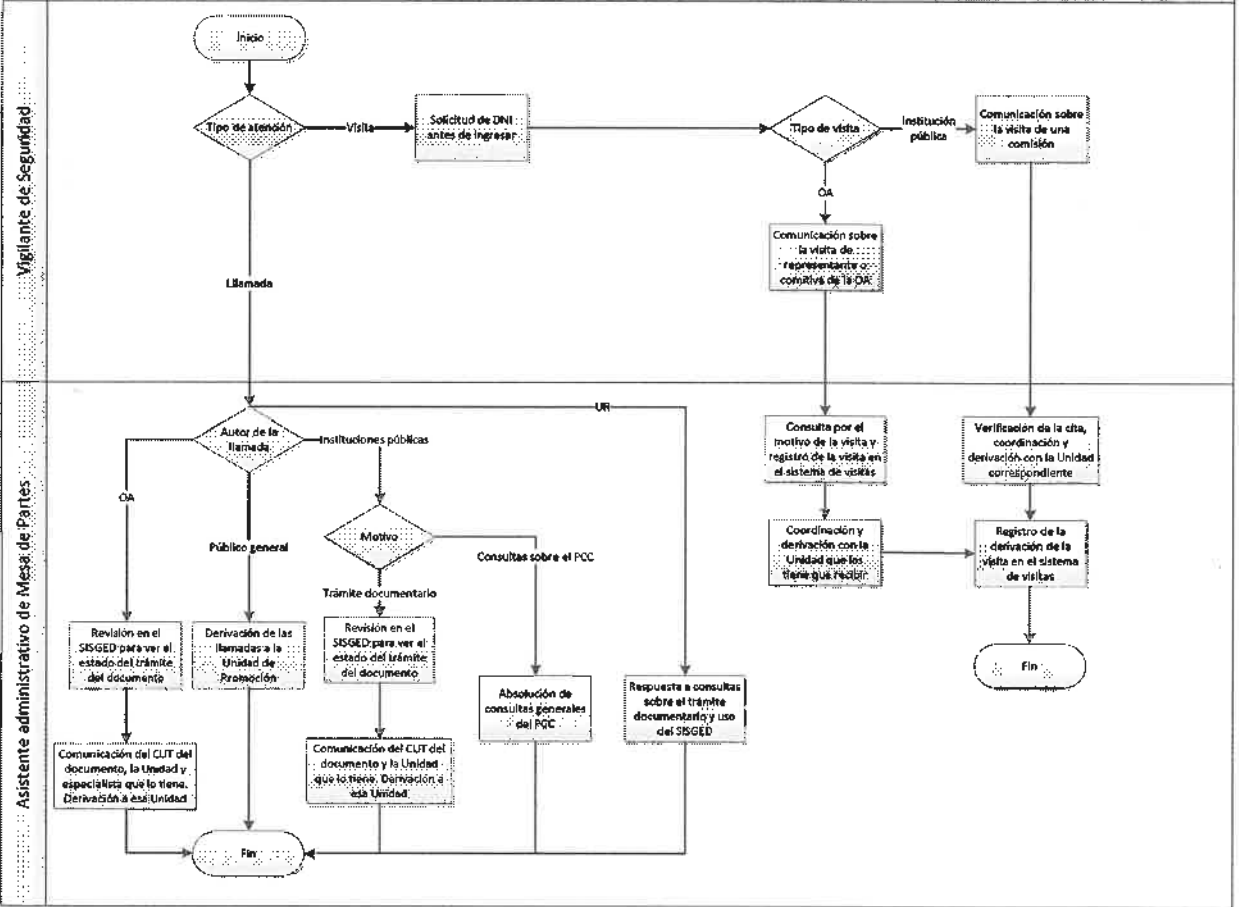 Vigilante de Seguridad
Inicio
Tipo de atención
Visita
Solicitud de DNI
antes de ingresar
Tipo de visita
Institución
pública
Comunicación sobre
la visita de una
comisión
OA
Comunicación sobre
la visita de
representante o
comitiva de la OA
Lllamada
Asistente administrativo de Mesa de Partes
Autor de la
llamada
Instituciones públicas
UR
OA
Público general
Motivo
Consultas sobre el PCC
Trámite documentario
Consulta por el
motivo de la visita y
registro de la visita en
el sistema de visitas
Verificación de la cita,
coordinación y
derivación con la Unidad
correspondiente
Coordinación y
derivación con la
Unidad que los
tiene que recibir
Registro de la
derivación de la
visita en el sistema
de visitas
Fin
Revisión en el
SISGED para ver el
estado del trámite
del documento
Derivación de las
llamadas a la
Unidad de
Promoción
Revisión en el
SISGED para ver el
estado del trámite
del documento
Absolución de
consultas generales
del PCC
Respuesta a consultas
sobre el trámite
documentario y uso
del SISGED
Comunicación del CUT del
documento, la Unidad y
especialista que lo tiene.
Derivación a esa Unidad
Comunicación del CUT del
documento y la Unidad
que lo tiene. Derivación a
esa Unidad
Fin